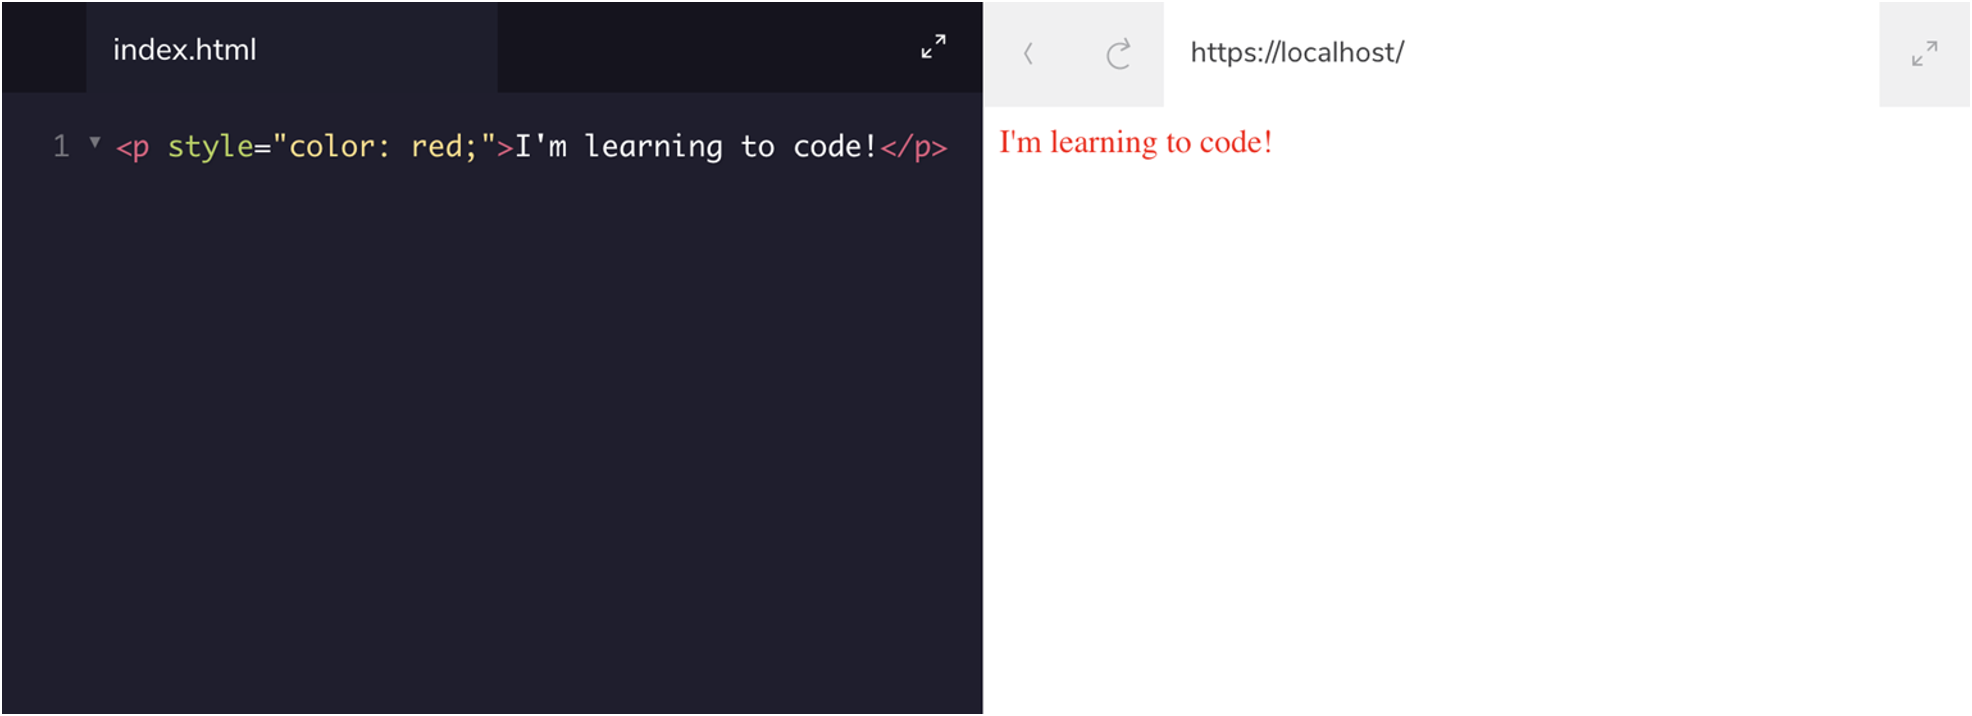 index.html
1 <p style="color: red;">I'm learning to code!</p>
https://localhost/
I'm learning to code!